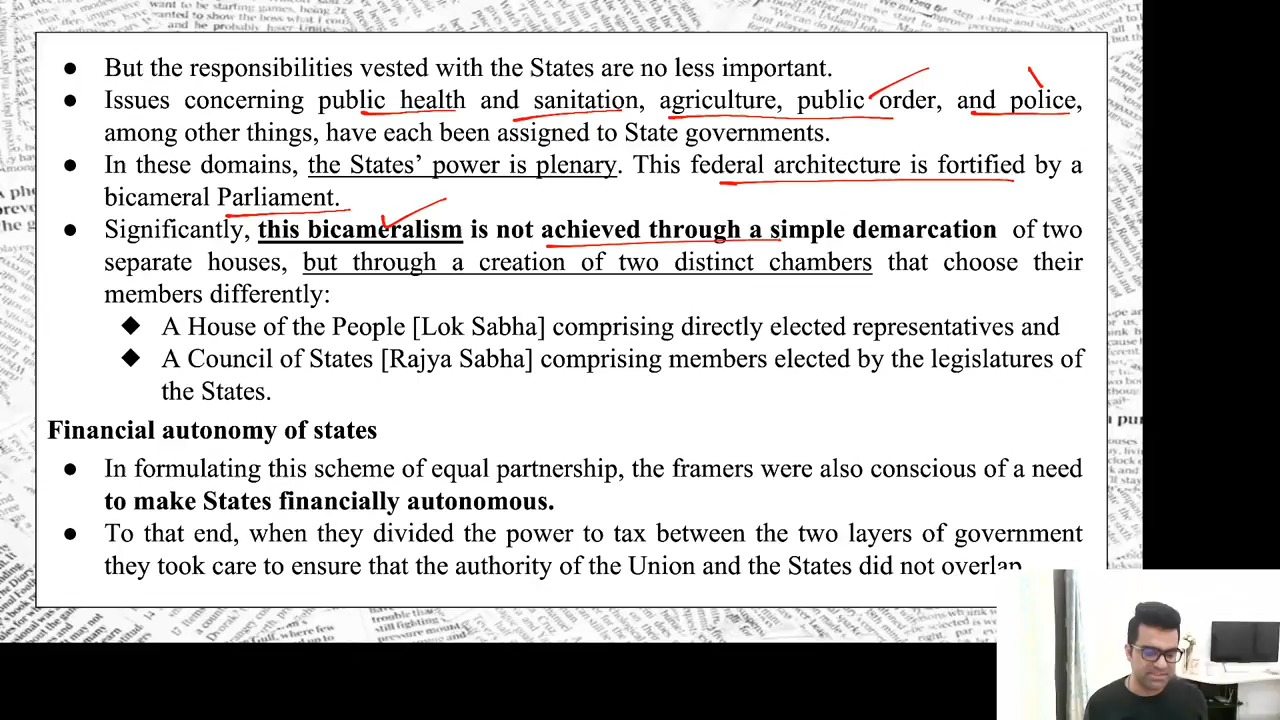 ● But the responsibilities vested with the States are no less important.
● Issues concerning public health and sanitation, agriculture, public order, and police,
among other things, have each been assigned to State governments.
● In these domains, the States’ power is plenary. This federal architecture is fortified by a
bicameral Parliament.
● Significantly, this bicameralism is not achieved through a simple demarcation of two
separate houses, but through a creation of two distinct chambers that choose their
members differently:
◆ A House of the People [Lok Sabha] comprising directly elected representatives and
◆ A Council of States [Rajya Sabha] comprising members elected by the legislatures of
the States.
Financial autonomy of states
● In formulating this scheme of equal partnership, the framers were also conscious of a need
to make States financially autonomous.
● To that end, when they divided the power to tax between the two layers of government
they took care to ensure that the authority of the Union and the States did not overlap